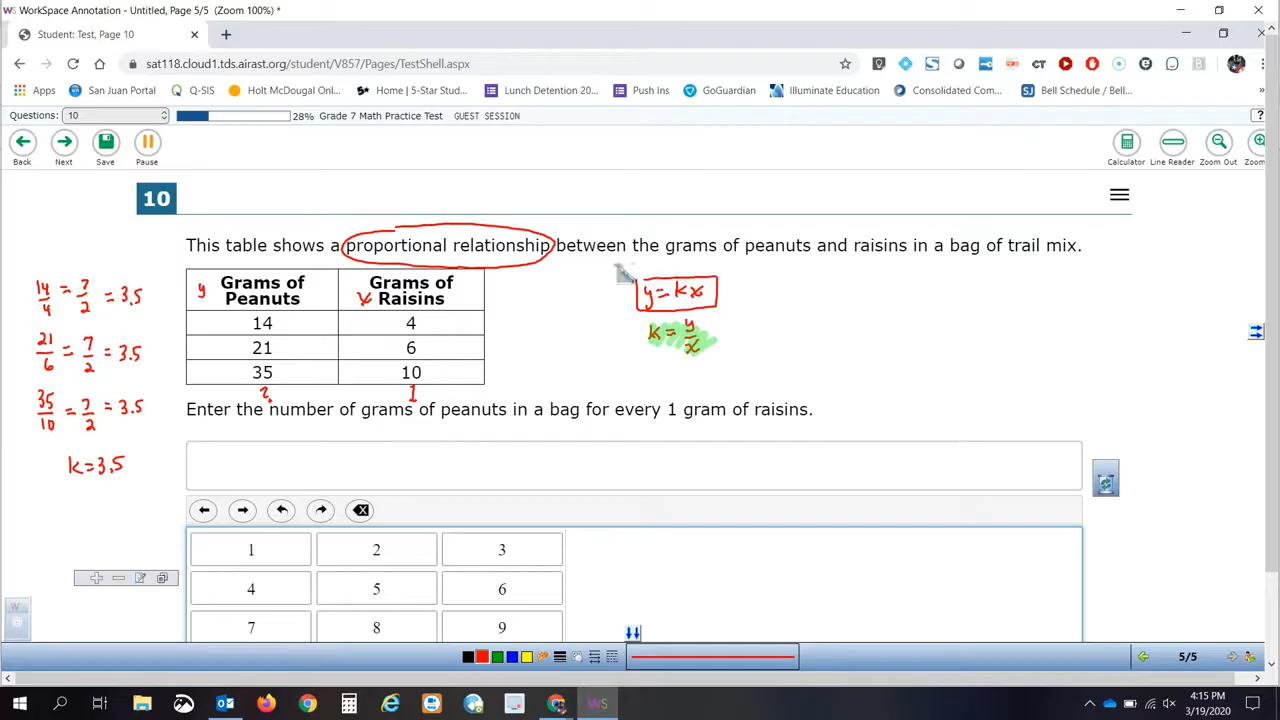 WorkSpace Annotation - Untitled, Page 5/5 (Zoom 100%) *
Student: Test, Page 10
sat118.cloud1.tds.airast.org/student/V857/Pages/TestShell.aspx
Apps San Juan Portal Q-SIS Holt McDougal Onl... Home | 5-Star Stud... Lunch Detention 20... Push Ins GoGuardian Illuminate Education Consolidated Com... Bell Schedule / Bel...
Questions: 10 28% Grade 7 Math Practice Test GUEST SESSION ?
Back Next Save Pause Calculator Line Reader Zoom Out
10
This table shows a proportional relationship between the grams of peanuts and raisins in a bag of trail mix.
y Grams of Peanuts x Grams of Raisins
14 4
21 6
35 10
? 1
14/4 = 7/2 = 3.5
21/6 = 7/2 = 3.5
35/10 = 7/2 = 3.5
k=3.5
y=kx
k=y/x
Enter the number of grams of peanuts in a bag for every 1 gram of raisins.
1 2 3
4 5 6
7 8 9
5/5
4:15 PM
3/19/2020